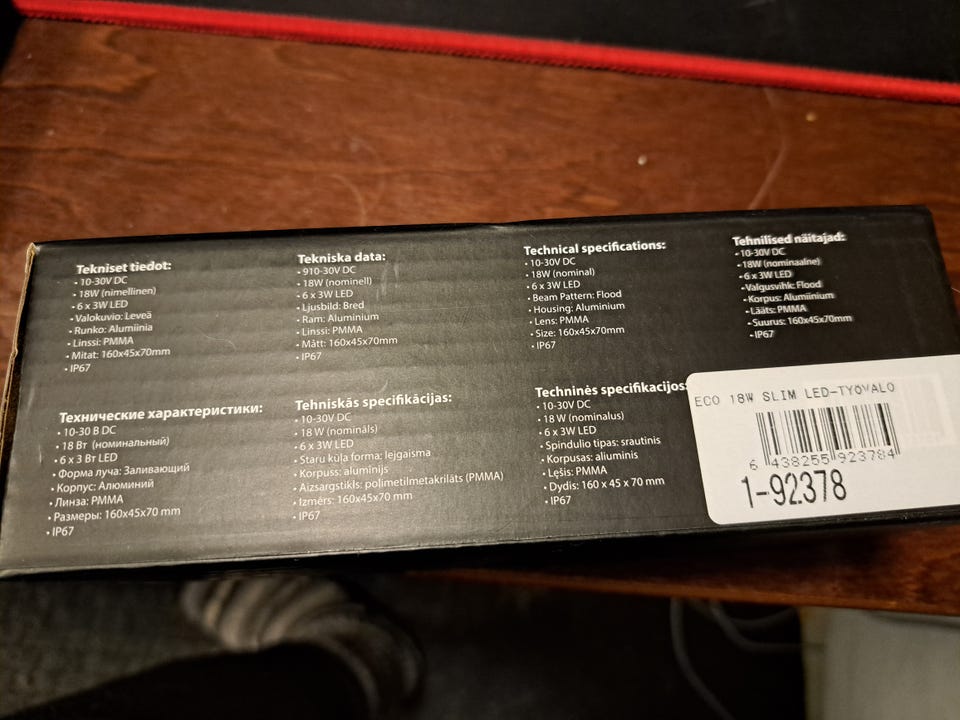 Tekniset tiedot:
• 10-30V DC
• 18W (nimellinen)
• 6 x 3W LED
• Valokuvio: Leveä
• Runko: Alumiinia
• Linssi: PMMA
• Mitat: 160x45x70mm
• IP67
Tekniska data:
• 910-30V DC
• 18W (nominell)
• 6 x 3W LED
• Ljusbild: Bred
• Ram: Aluminium
• Linssi: PMMA
• Mått: 160x45x70mm
• IP67
Technical specifications:
• 10-30V DC
• 18W (nominal)
• 6 x 3W LED
• Beam Pattern: Flood
• Housing: Aluminium
• Lens: PMMA
• Size: 160x45x70mm
• IP67
Tehnilised näitajad:
• 10-30V DC
• 18W (nominaalne)
• 6 x 3W LED
• Valgusvihk: Flood
• Korpus: Alumiinium
• Lääts: PMMA
• Suurus: 160x45x70mm
• IP67
Технические характеристики:
• 10-30 В DC
• 18 Вт (номинальный)
• 6 x 3 Вт LED
• Форма луча: Заливающий
• Корпус: Алюминий
• Линза: PMMA
• Размеры: 160x45x70 mm
• IP67
Tehniskās specifikācijas:
• 10-30V DC
• 18 W (nomināls)
• 6 x 3W LED
• Staru kūļa forma: lejgaisma
• Korpuss: alumīnijs
• Aizsargstikls: polimetilmetakrilāts (PMMA)
• Izmērs: 160x45x70 mm
• IP67
Techninės specifikacijos:
• 10-30V DC
• 18 W (nominalus)
• 6 x 3W LED
• Spindulio tipas: srautinis
• Korpusas: aliuminis
• Lęšis: PMMA
• Dydis: 160 x 45 x 70 mm
• IP67
ECO 18W SLIM LED-TYÖVALO
6 438255 923784
1-92378